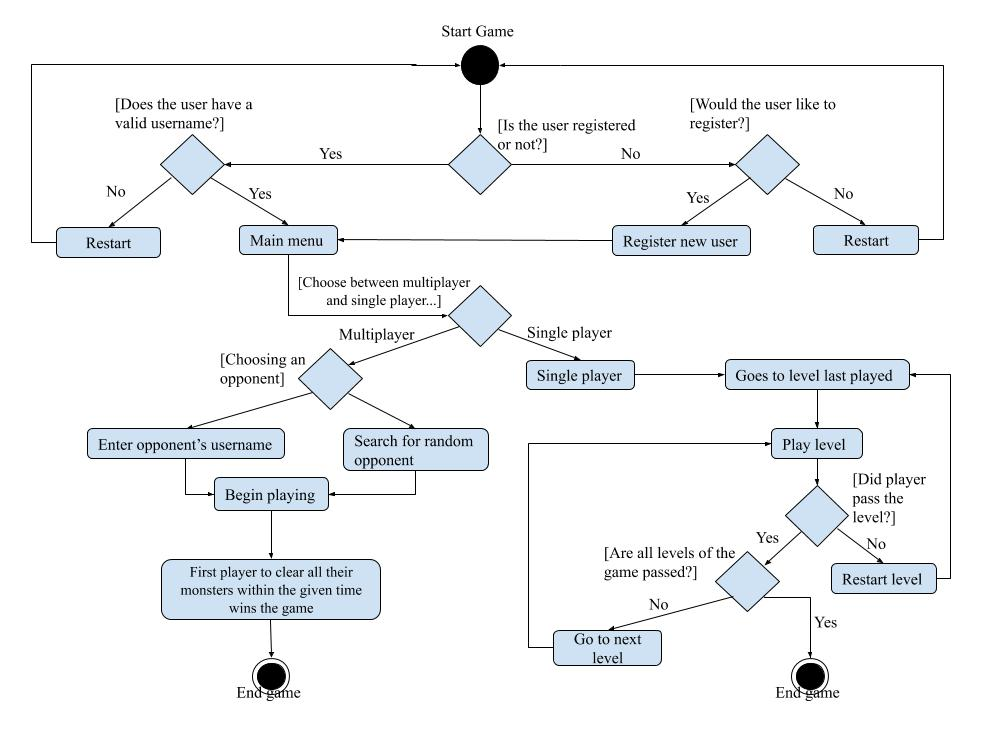 Start Game
[Does the user have a
valid username?]
[Is the user registered
or not?]
[Would the user like to
register?]
Yes
No
No
Yes
Yes
No
Restart
Main menu
Register new user
Restart
[Choose between multiplayer
and single player...]
Multiplayer
Single player
[Choosing an
opponent]
Single player
Goes to level last played
Enter opponent's username
Search for random
opponent
Play level
Begin playing
[Did player
pass the
level?]
Yes
No
[Are all levels of the
game passed?]
First player to clear all their
monsters within the given time
wins the game
Restart level
No
Yes
Go to next
level
End game
End game